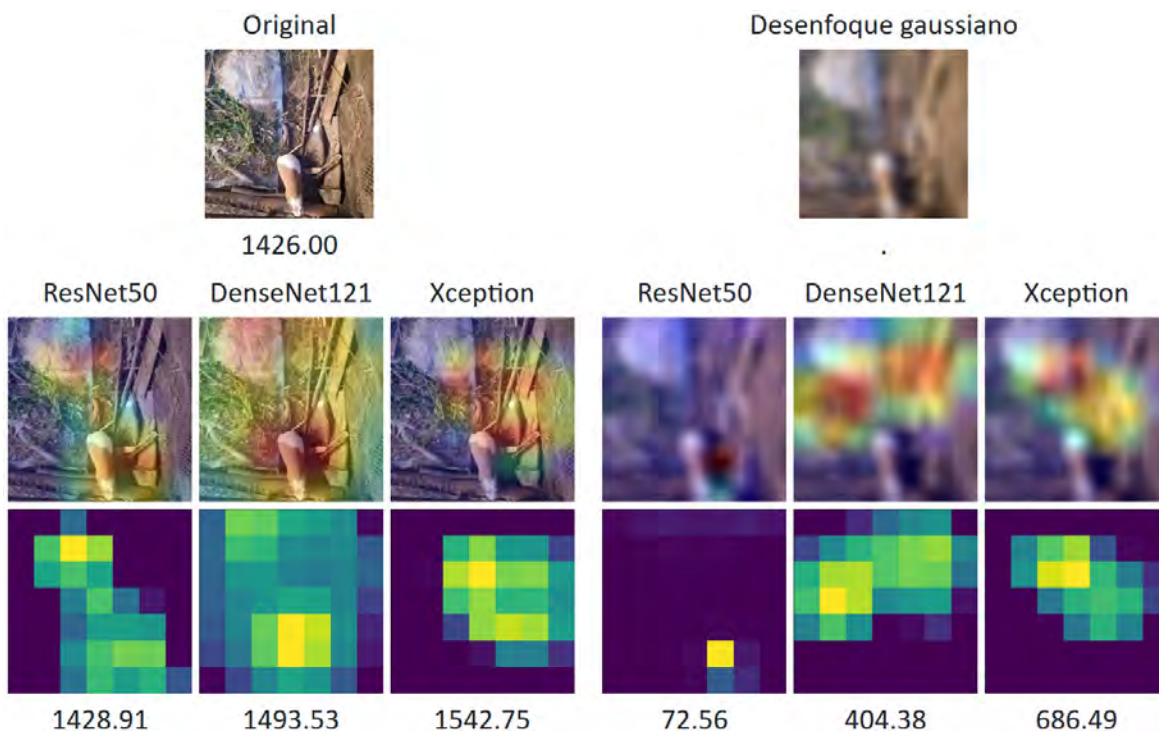 Original
Desenfoque gaussiano
1426.00
.
ResNet50 DenseNet121 Xception ResNet50 DenseNet121 Xception
1428.91 1493.53 1542.75 72.56 404.38 686.49